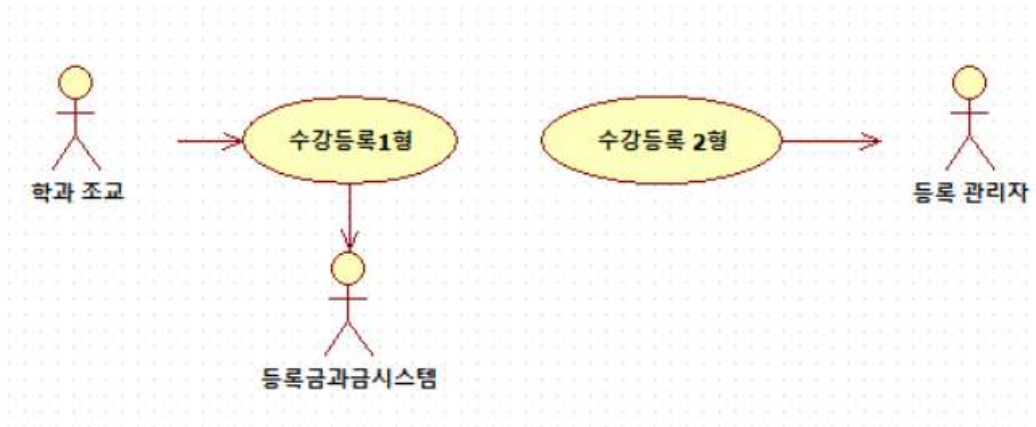 수강등록1형
수강등록 2형
학과 조교
등록 관리자
등록금과금시스템